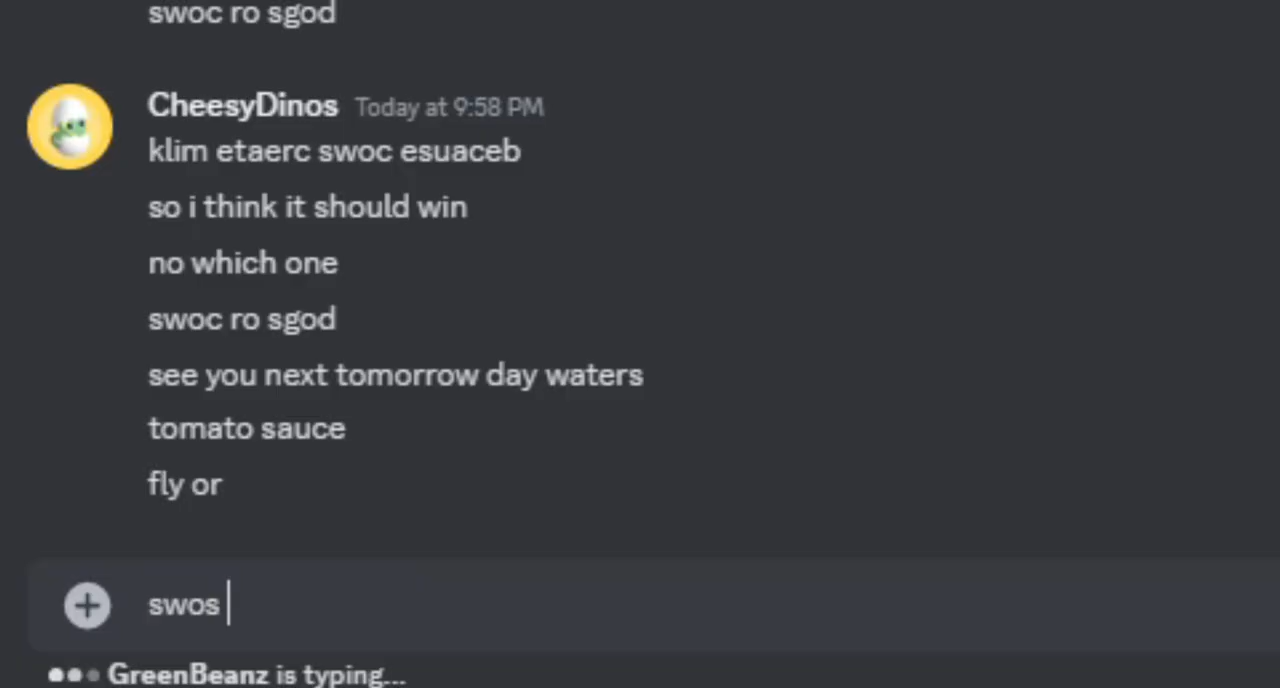 swoc ro sgod
CheesyDinos Today at 9:58 PM
klim etaerc swoc esuaceb
so i think it should win
no which one
swoc ro sgod
see you next tomorrow day waters
tomato sauce
fly or
swos
GreenBeanz is typing...